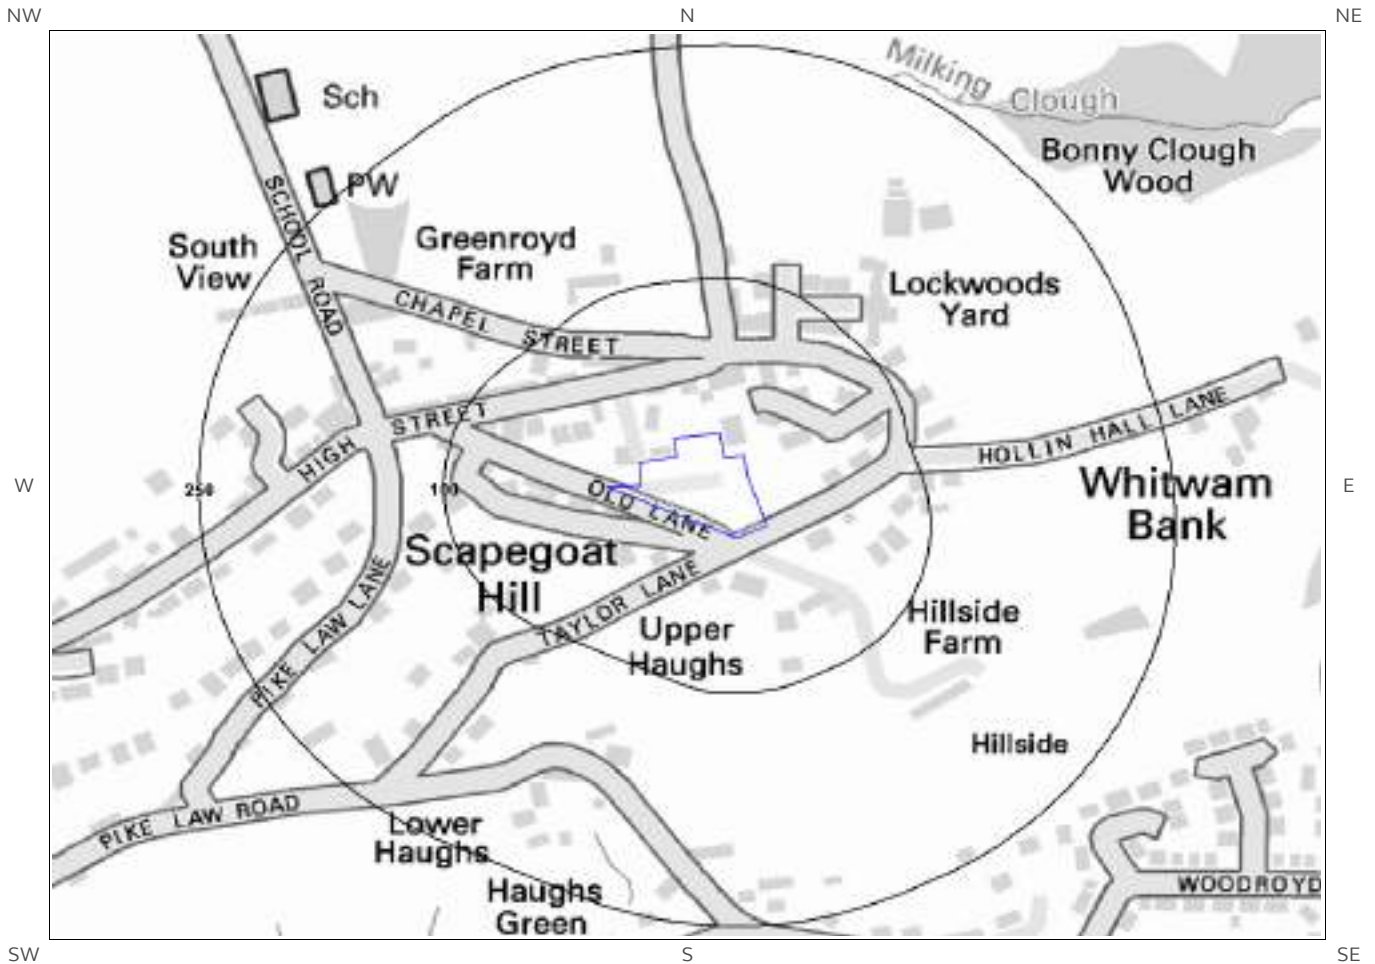 NW
N
NE
Milking
Clough
Sch
Bonny Clough
Wood
PW
SCHOOL ROAD
South
View
Greenroyd
Farm
Lockwoods
Yard
CHAPEL STREET
HIGH STREET
HOLLIN HALL LANE
W
250
100
OLD LANE
Whitwam
Bank
E
Scapegoat
Hill
PIKE LAW LANE
TAYLOR LANE
Upper
Haughs
Hillside
Farm
Hillside
PIKE LAW ROAD
Lower
Haughs
Haughs
Green
WOODROYD
SW
S
SE